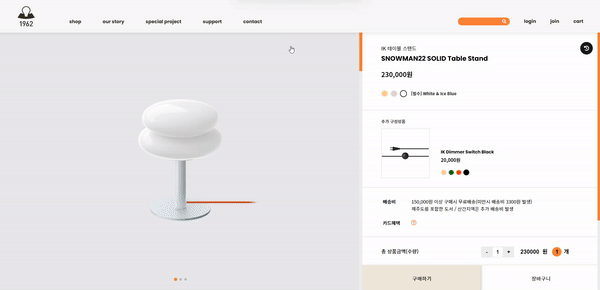 1962
shop
our story
special project
support
contact
login
join
cart
IK 테이블 스탠드
SNOWMAN22 SOLID Table Stand
230,000원
[필수] White & Ice Blue
추가 구성상품
IK Dimmer Switch Black
20,000원
배송비
150,000원 이상 구매시 무료배송(미만시 배송비 3300원 발생)
제주도를 포함한 도서 / 산간지역은 추가 배송비 발생
카드혜택
총 상품금액(수량)
- 1 +
230000 원
1 개
구매하기
장바구니